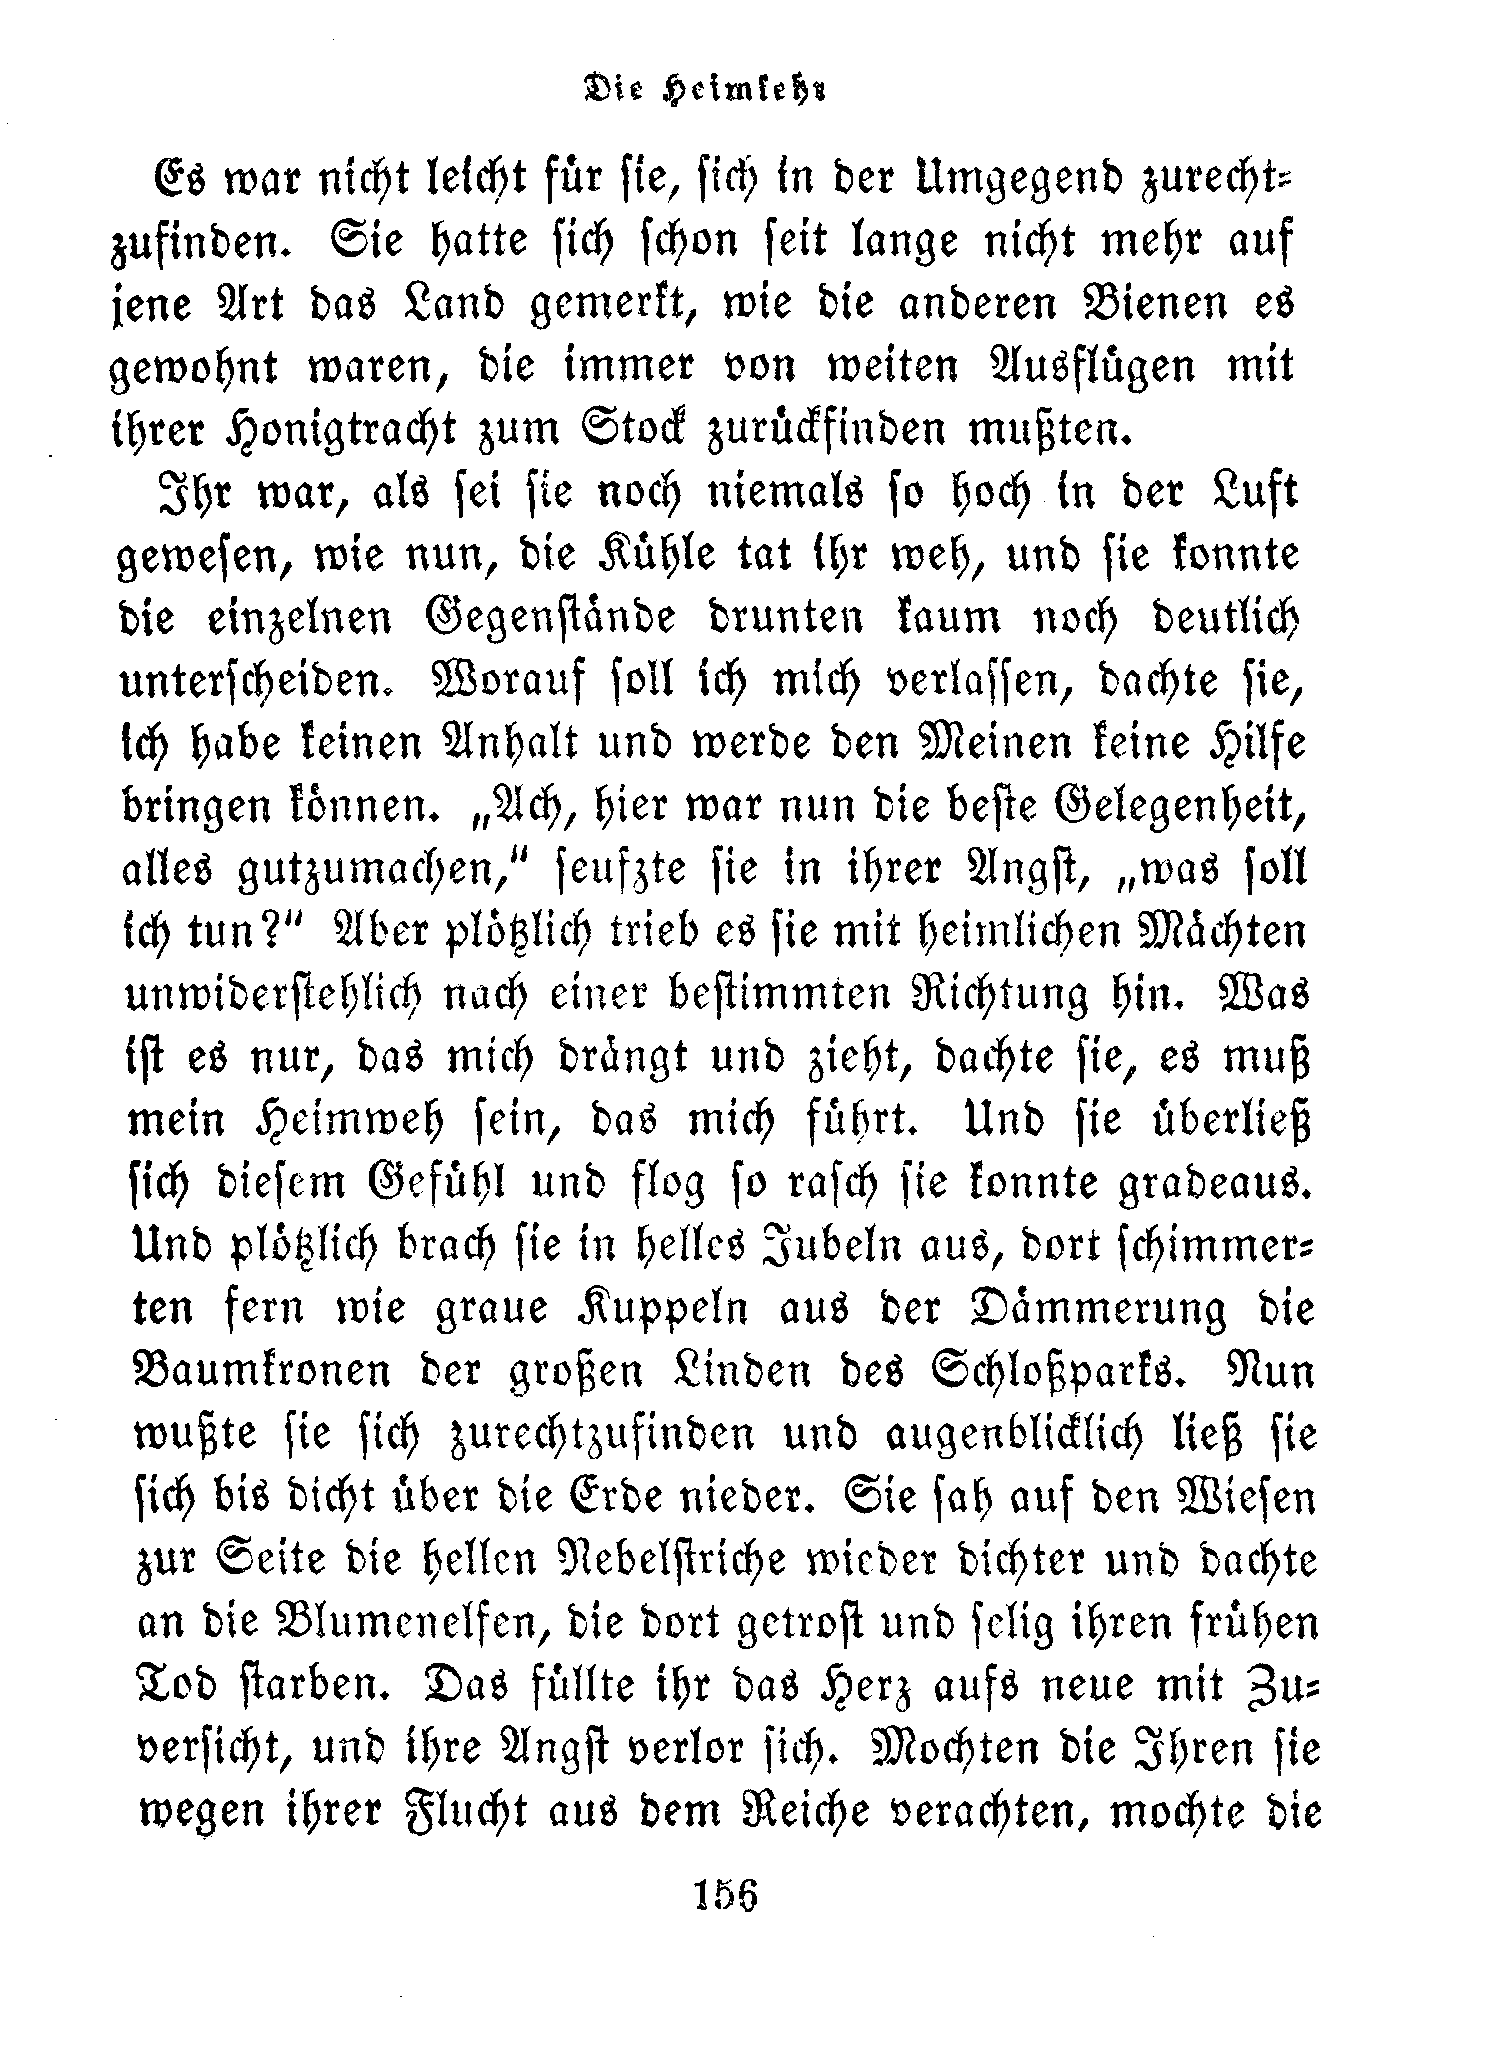 Die Heimkehr
Es war nicht leicht für sie, sich in der Umgegend zurecht-
zufinden. Sie hatte sich schon seit lange nicht mehr auf
jene Art das Land gemerkt, wie die anderen Bienen es
gewohnt waren, die immer von weiten Ausflügen mit
ihrer Honigtracht zum Stock zurückfinden mußten.
Ihr war, als sei sie noch niemals so hoch in der Luft
gewesen, wie nun, die Kühle tat ihr weh, und sie konnte
die einzelnen Gegenstände drunten kaum noch deutlich
unterscheiden. Worauf soll ich mich verlassen, dachte sie,
ich habe keinen Anhalt und werde den Meinen keine Hilfe
bringen können. „Ach, hier war nun die beste Gelegenheit,
alles gutzumachen,“ seufzte sie in ihrer Angst, „was soll
ich tun?“ Aber plötzlich trieb es sie mit heimlichen Mächten
unwiderstehlich nach einer bestimmten Richtung hin. Was
ist es nur, das mich drängt und zieht, dachte sie, es muß
mein Heimweh sein, das mich führt. Und sie überließ
sich diesem Gefühl und flog so rasch sie konnte gradeaus.
Und plötzlich brach sie in helles Jubeln aus, dort schimmer-
ten fern wie graue Kuppeln aus der Dämmerung die
Baumkronen der großen Linden des Schloßparks. Nun
wußte sie sich zurechtzufinden und augenblicklich ließ sie
sich bis dicht über die Erde nieder. Sie sah auf den Wiesen
zur Seite die hellen Nebelstriche wieder dichter und dachte
an die Blumenelfen, die dort getrost und selig ihren frühen
Tod starben. Das füllte ihr das Herz aufs neue mit Zu-
versicht, und ihre Angst verlor sich. Mochten die Ihren sie
wegen ihrer Flucht aus dem Reiche verachten, mochte die
156